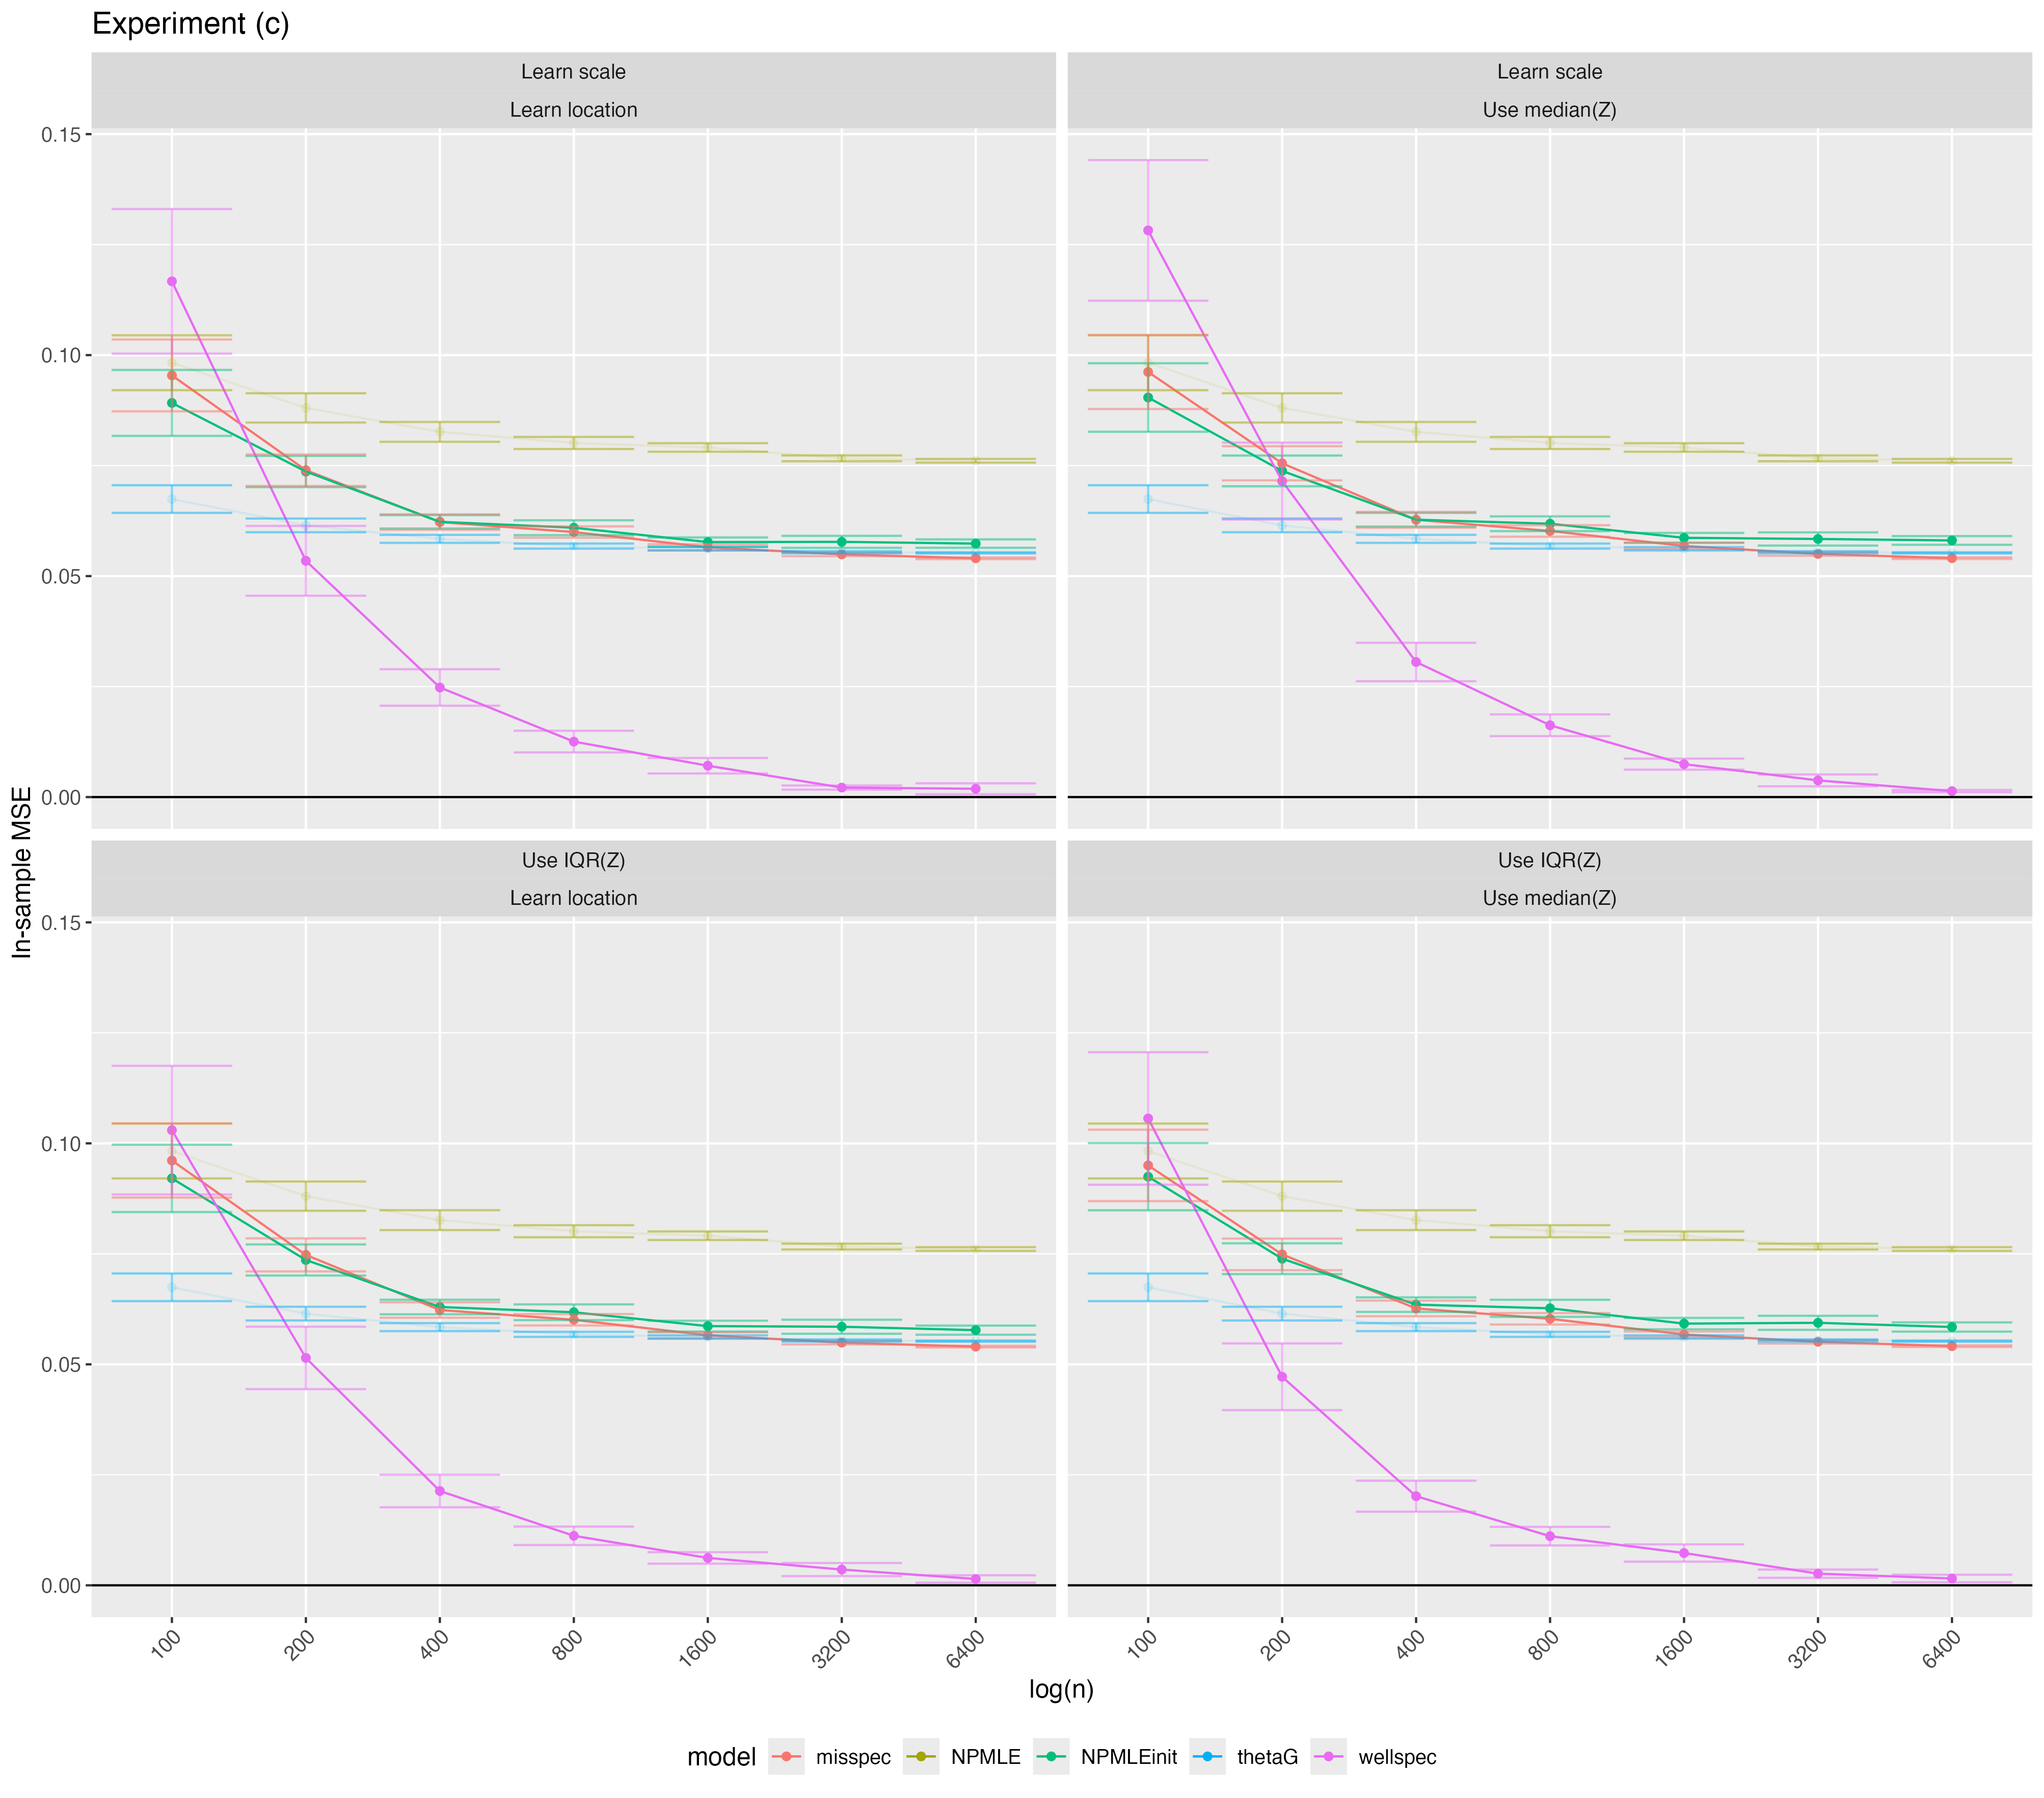 Experiment (c)
Learn scale
Learn location
Learn scale
Use median(Z)
0.15
0.10
0.05
0.00
Use IQR(Z)
Learn location
Use IQR(Z)
Use median(Z)
0.15
0.10
0.05
0.00
In-sample MSE
100 200 400 800 1600 3200 6400
100 200 400 800 1600 3200 6400
log(n)
model misspec NPMLE NPMLEinit thetaG wellspec